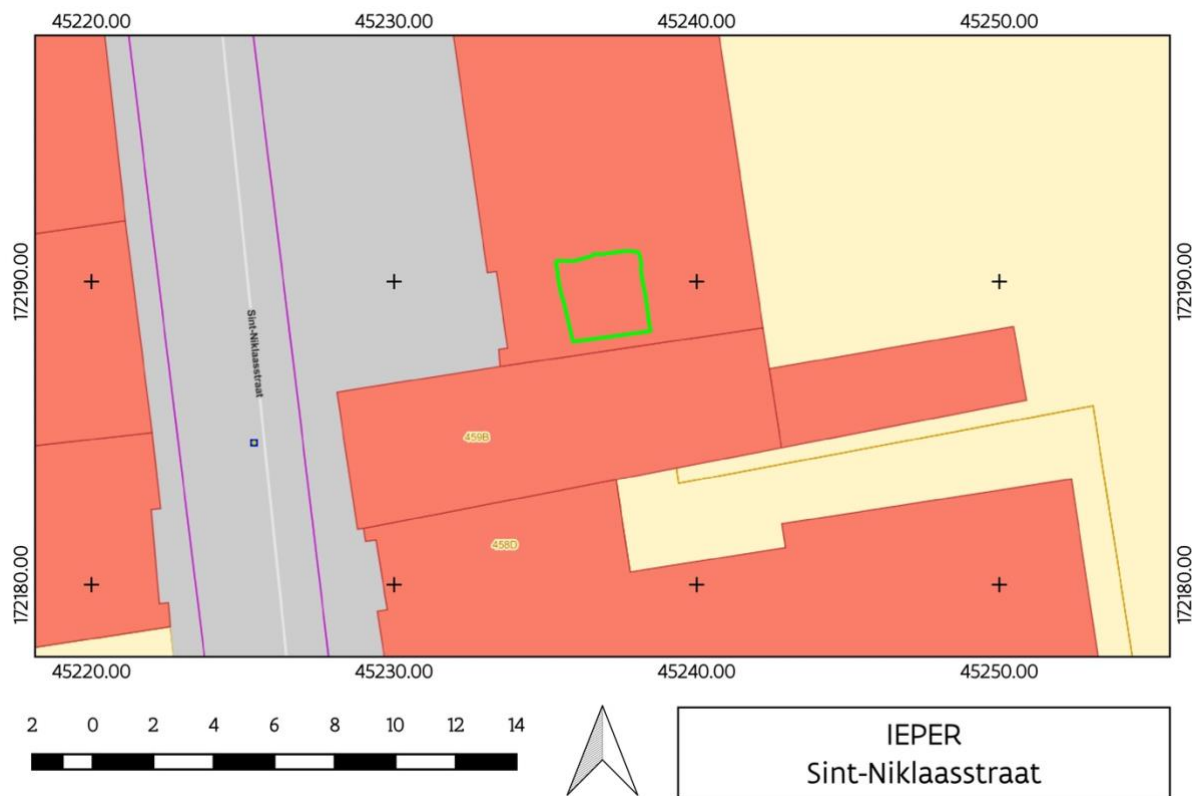 45220.00 45230.00 45240.00 45250.00
172190.00 172190.00
Sint-Niklaasstraat
459B
458D
172180.00 172180.00
45220.00 45230.00 45240.00 45250.00
2 0 2 4 6 8 10 12 14
IEPER
Sint-Niklaasstraat